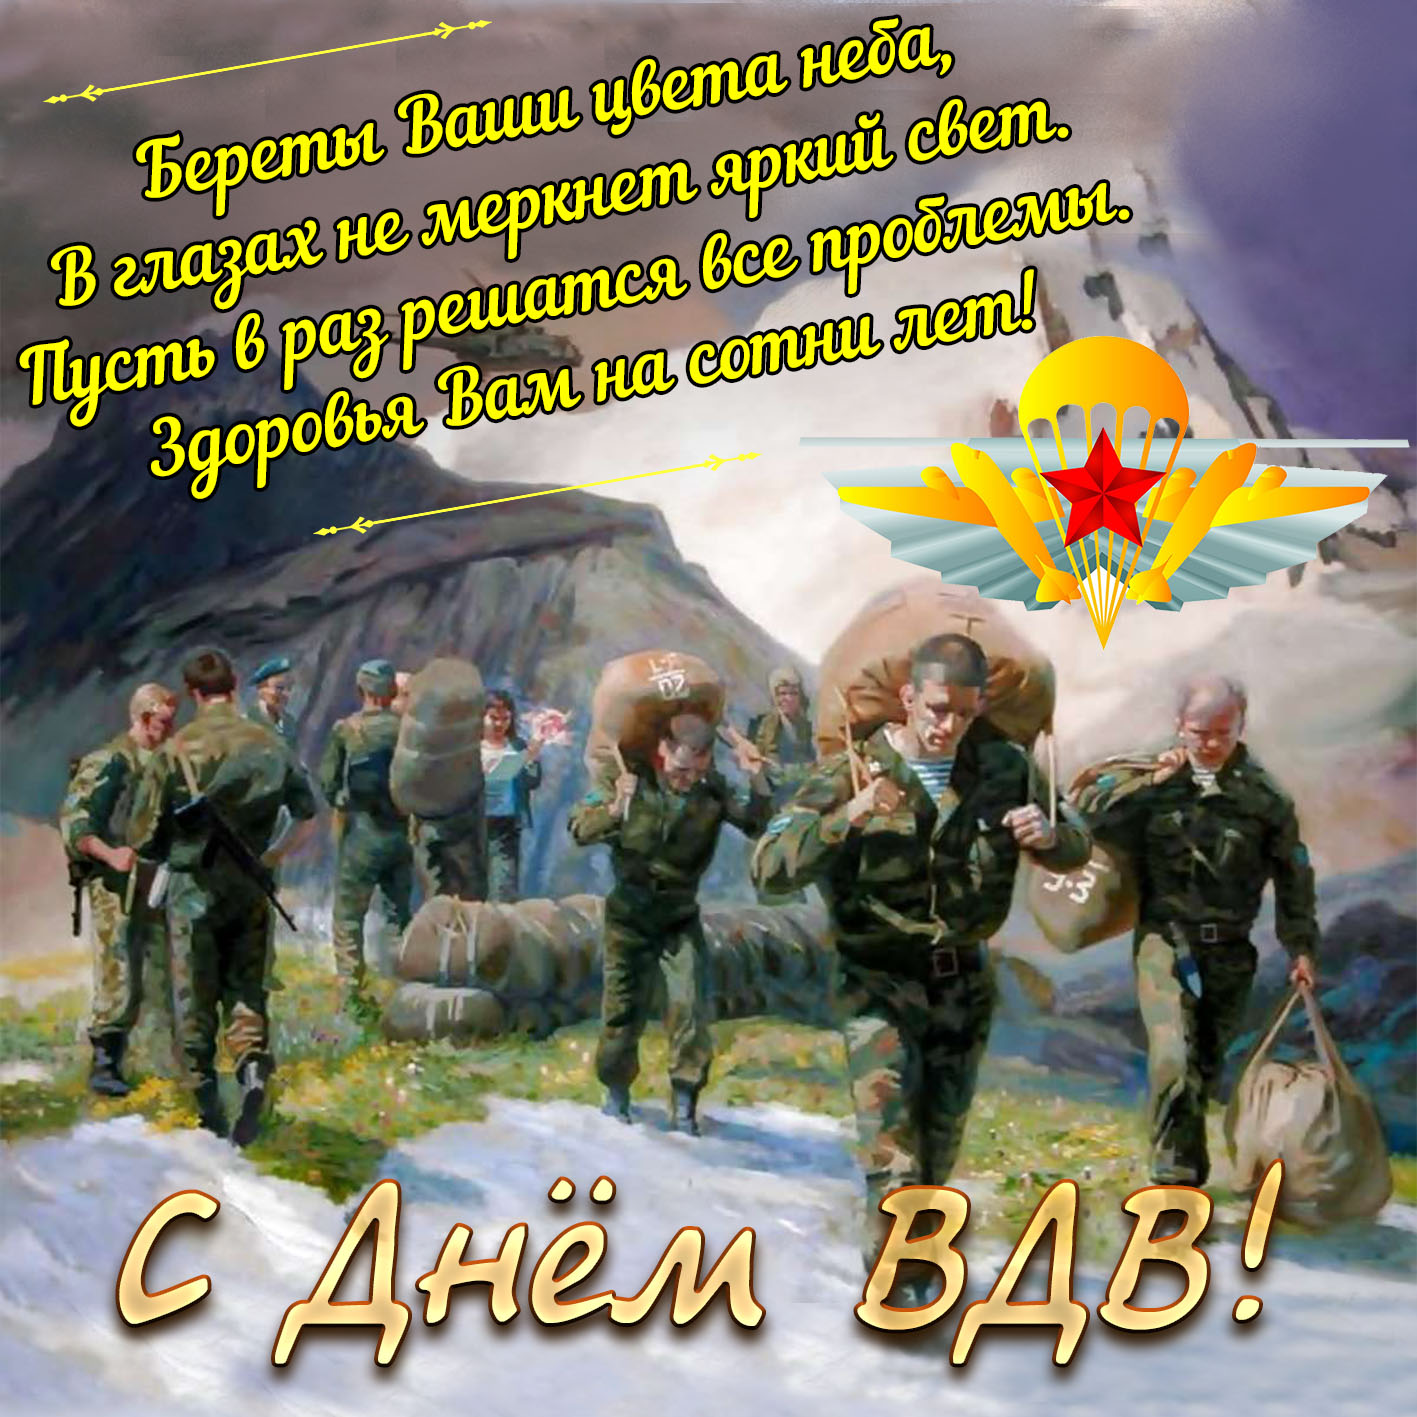 Береты Ваши цвета неба,
В глазах не меркнет яркий свет.
Пусть в раз решатся все проблемы.
Здоровья Вам на сотни лет!
С Днём ВДВ!